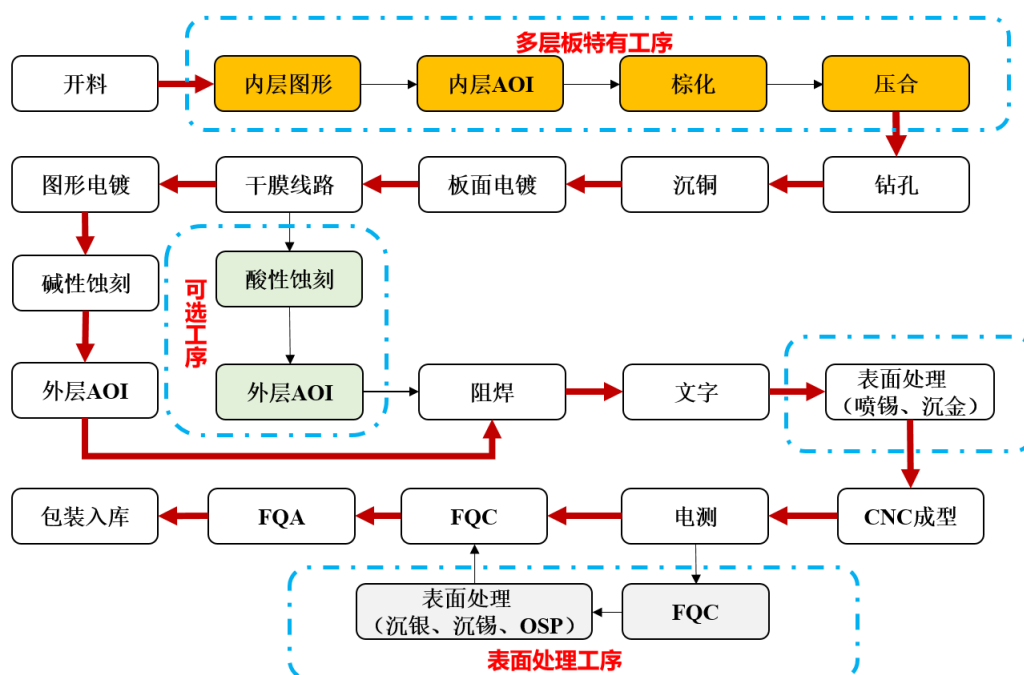 多层板特有工序
开料
内层图形
内层AOI
棕化
压合
图形电镀
干膜线路
板面电镀
沉铜
钻孔
碱性蚀刻
可选工序
酸性蚀刻
外层AOI
外层AOI
阻焊
文字
表面处理
（喷锡、沉金）
包装入库
FQA
FQC
电测
CNC成型
表面处理
（沉银、沉锡、OSP）
FQC
表面处理工序